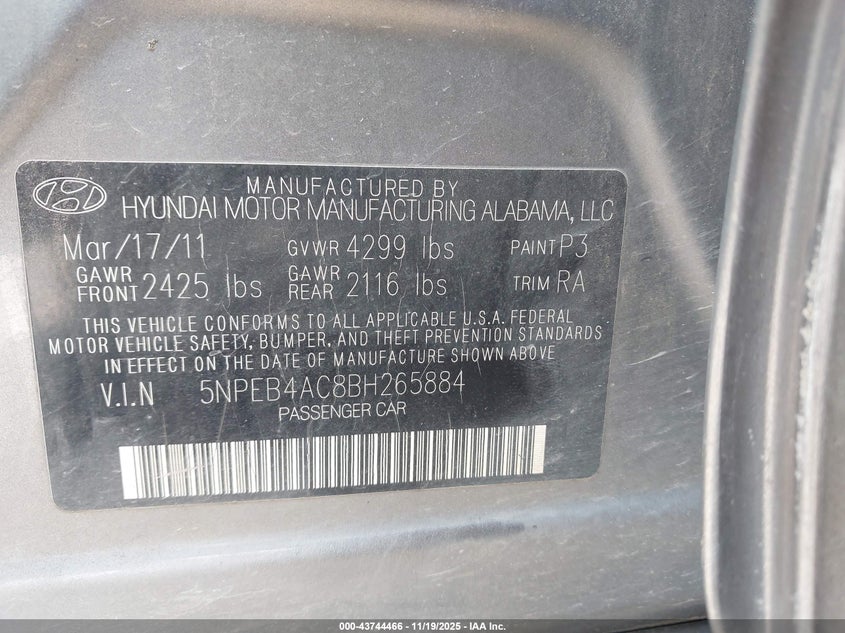 MANUFACTURED BY
HYUNDAI MOTOR MANUFACTURING ALABAMA, LLC
Mar/17/11 GVWR 4299 lbs PAINT P3
GAWR FRONT 2425 lbs GAWR REAR 2116 lbs TRIM RA
THIS VEHICLE CONFORMS TO ALL APPLICABLE U.S.A. FEDERAL
MOTOR VEHICLE SAFETY, BUMPER, AND THEFT PREVENTION STANDARDS
IN EFFECT ON THE DATE OF MANUFACTURE SHOWN ABOVE
V.I.N 5NPEB4AC8BH265884
PASSENGER CAR
000-43744466 - 11/19/2025 - IAA Inc.